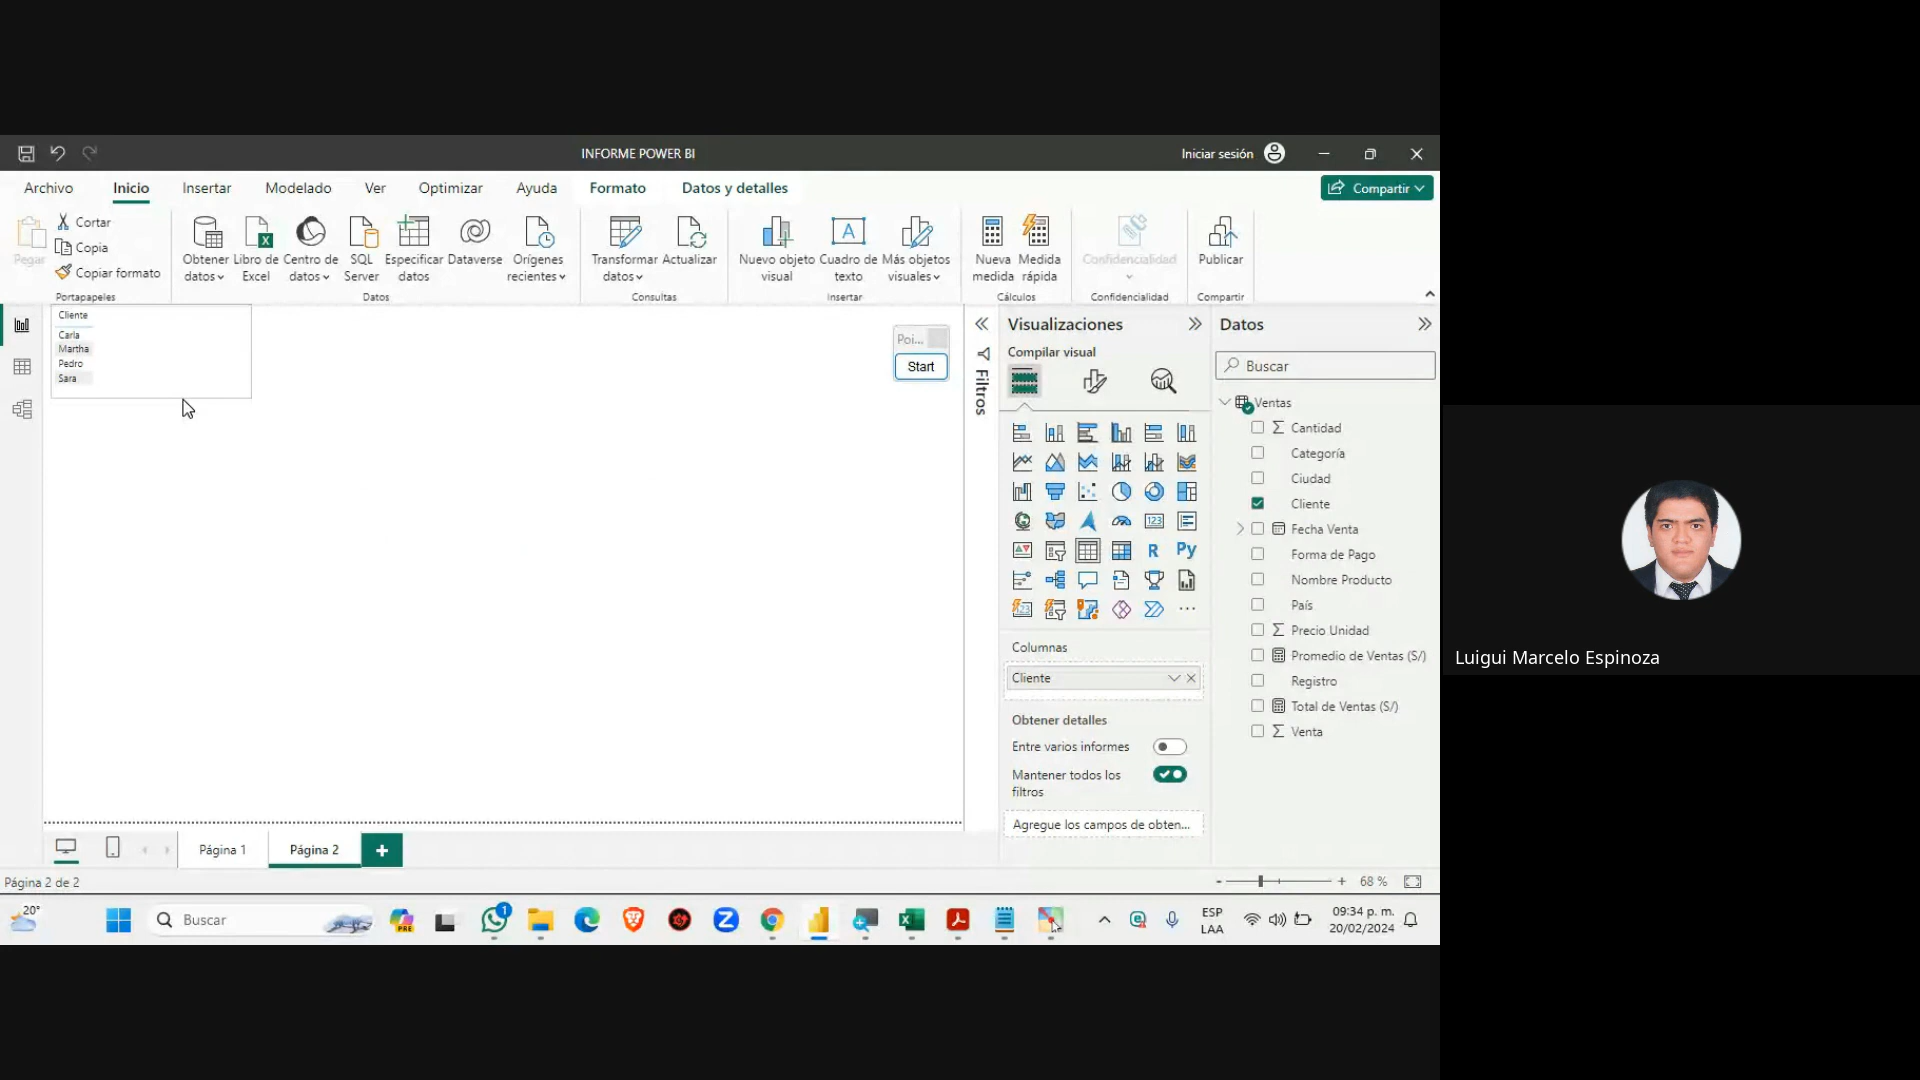 INFORME POWER BI
Iniciar sesión
Archivo
Inicio
Insertar
Modelado
Ver
Optimizar
Ayuda
Formato
Datos y detalles
Compartir
Pegar
Cortar
Copia
Copiar formato
Portapapeles
Obtener datos
Libro de Excel
Centro de datos
SQL Server
Especificar datos
Dataverse
Orígenes recientes
Datos
Transformar datos
Actualizar
Consultas
Nuevo objeto visual
Cuadro de texto
Más objetos visuales
Insertar
Nueva medida
Medida rápida
Cálculos
Confidencialidad
Confidencialidad
Publicar
Compartir
Cliente
Carla
Martha
Pedro
Sara
Poi...
Start
Filtros
Visualizaciones
Compilar visual
R
Py
123
Columnas
Cliente
Obtener detalles
Entre varios informes
Mantener todos los
filtros
Agregue los campos de obten...
Datos
Buscar
Ventas
Cantidad
Categoría
Ciudad
Cliente
Fecha Venta
Forma de Pago
Nombre Producto
País
Precio Unidad
Promedio de Ventas (S/)
Registro
Total de Ventas (S/)
Venta
Luigui Marcelo Espinoza
Página 1
Página 2
Página 2 de 2
68 %
20°
Buscar
PRE
1
ESP
LAA
09:34 p. m.
20/02/2024